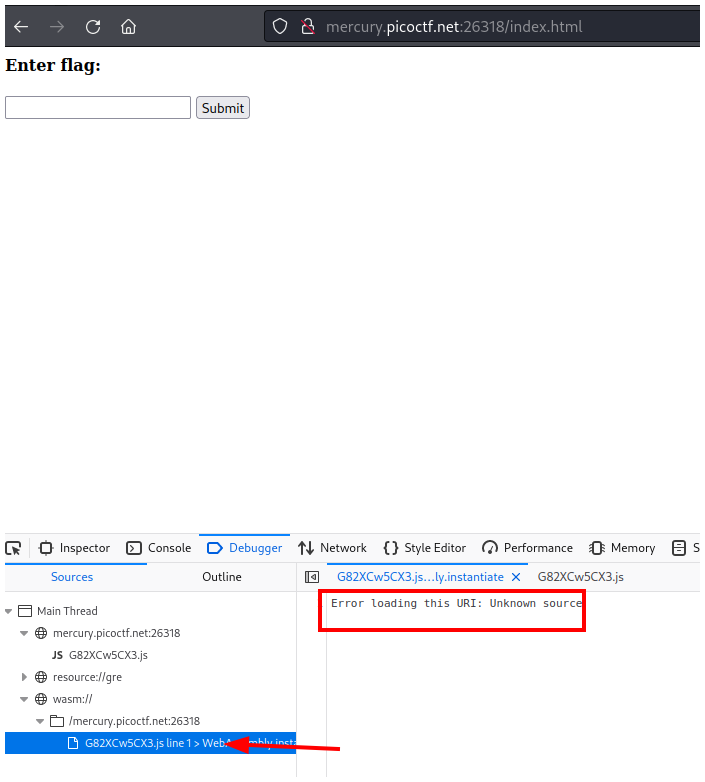 mercury.picoctf.net:26318/index.html
Enter flag:
Submit
Inspector Console Debugger Network Style Editor Performance Memory S
Sources Outline G82XCw5CX3.js…ly.instantiate G82XCw5CX3.js
Error loading this URI: Unknown source
Main Thread
mercury.picoctf.net:26318
JS G82XCw5CX3.js
resource://gre
wasm://
/mercury.picoctf.net:26318
G82XCw5CX3.js line 1 > WebAssembly.insta